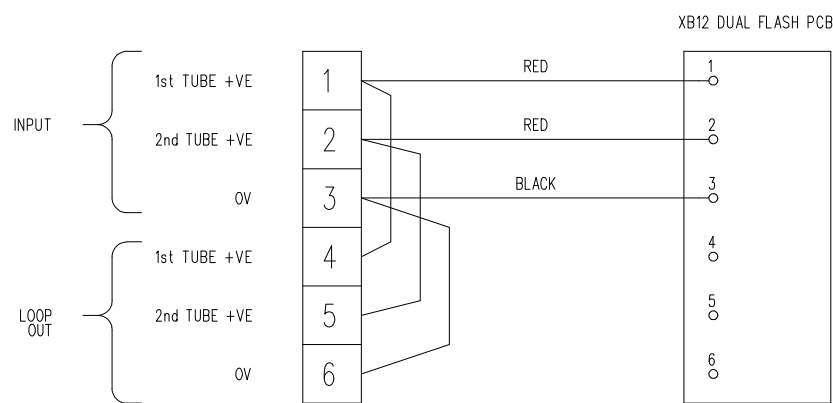 XB12 DUAL FLASH PCB
1st TUBE +VE 1 RED 1
INPUT
2nd TUBE +VE 2 RED 2
0V 3 BLACK 3
1st TUBE +VE 4 4
LOOP
OUT
2nd TUBE +VE 5 5
0V 6 6